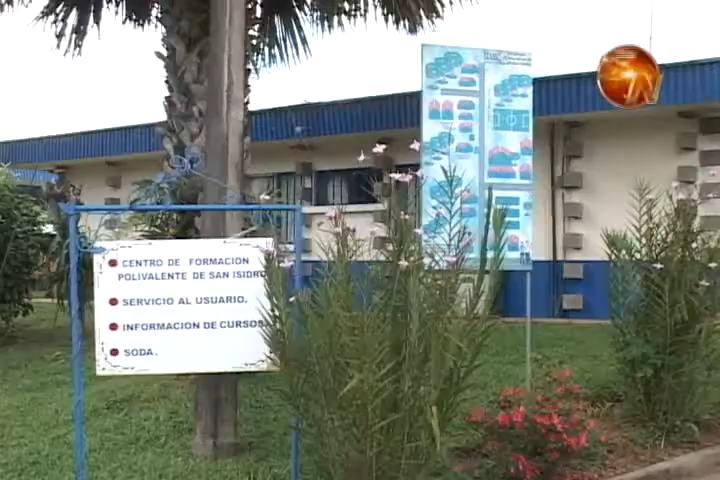 CENTRO DE FORMACION
POLIVALENTE DE SAN ISIDRO
SERVICIO AL USUARIO.
INFORMACION DE CURSOS
SODA.